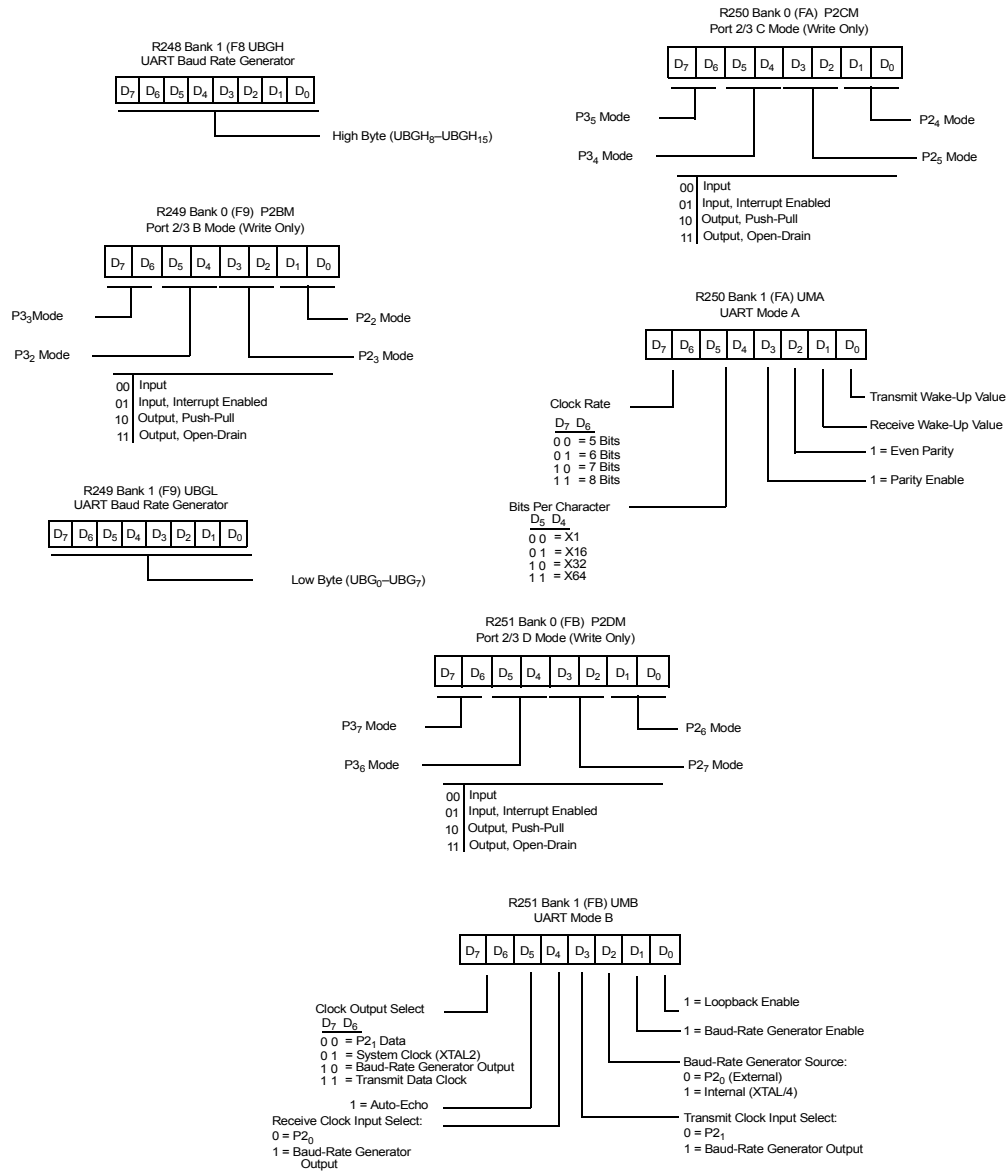 R248 Bank 1 (F8 UBGH
UART Baud Rate Generator
D7 D6 D5 D4 D3 D2 D1 D0
High Byte (UBGH8–UBGH15)
R249 Bank 0 (F9) P2BM
Port 2/3 B Mode (Write Only)
D7 D6 D5 D4 D3 D2 D1 D0
P33Mode
P22 Mode
P32 Mode
P23 Mode
00 Input
01 Input, Interrupt Enabled
10 Output, Push-Pull
11 Output, Open-Drain
R249 Bank 1 (F9) UBGL
UART Baud Rate Generator
D7 D6 D5 D4 D3 D2 D1 D0
Low Byte (UBG0–UBG7)
R250 Bank 0 (FA) P2CM
Port 2/3 C Mode (Write Only)
D7 D6 D5 D4 D3 D2 D1 D0
P35 Mode
P24 Mode
P34 Mode
P25 Mode
00 Input
01 Input, Interrupt Enabled
10 Output, Push-Pull
11 Output, Open-Drain
R250 Bank 1 (FA) UMA
UART Mode A
D7 D6 D5 D4 D3 D2 D1 D0
Transmit Wake-Up Value
Receive Wake-Up Value
1 = Even Parity
1 = Parity Enable
Clock Rate
D7 D6
0 0 = 5 Bits
0 1 = 6 Bits
1 0 = 7 Bits
1 1 = 8 Bits
Bits Per Character
D5 D4
0 0 = X1
0 1 = X16
1 0 = X32
1 1 = X64
R251 Bank 0 (FB) P2DM
Port 2/3 D Mode (Write Only)
D7 D6 D5 D4 D3 D2 D1 D0
P37 Mode
P26 Mode
P36 Mode
P27 Mode
00 Input
01 Input, Interrupt Enabled
10 Output, Push-Pull
11 Output, Open-Drain
R251 Bank 1 (FB) UMB
UART Mode B
D7 D6 D5 D4 D3 D2 D1 D0
Clock Output Select
D7 D6
0 0 = P21 Data
0 1 = System Clock (XTAL2)
1 0 = Baud-Rate Generator Output
1 1 = Transmit Data Clock
1 = Auto-Echo
Receive Clock Input Select:
0 = P20
1 = Baud-Rate Generator
Output
1 = Loopback Enable
1 = Baud-Rate Generator Enable
Baud-Rate Generator Source:
0 = P20 (External)
1 = Internal (XTAL/4)
Transmit Clock Input Select:
0 = P21
1 = Baud-Rate Generator Output